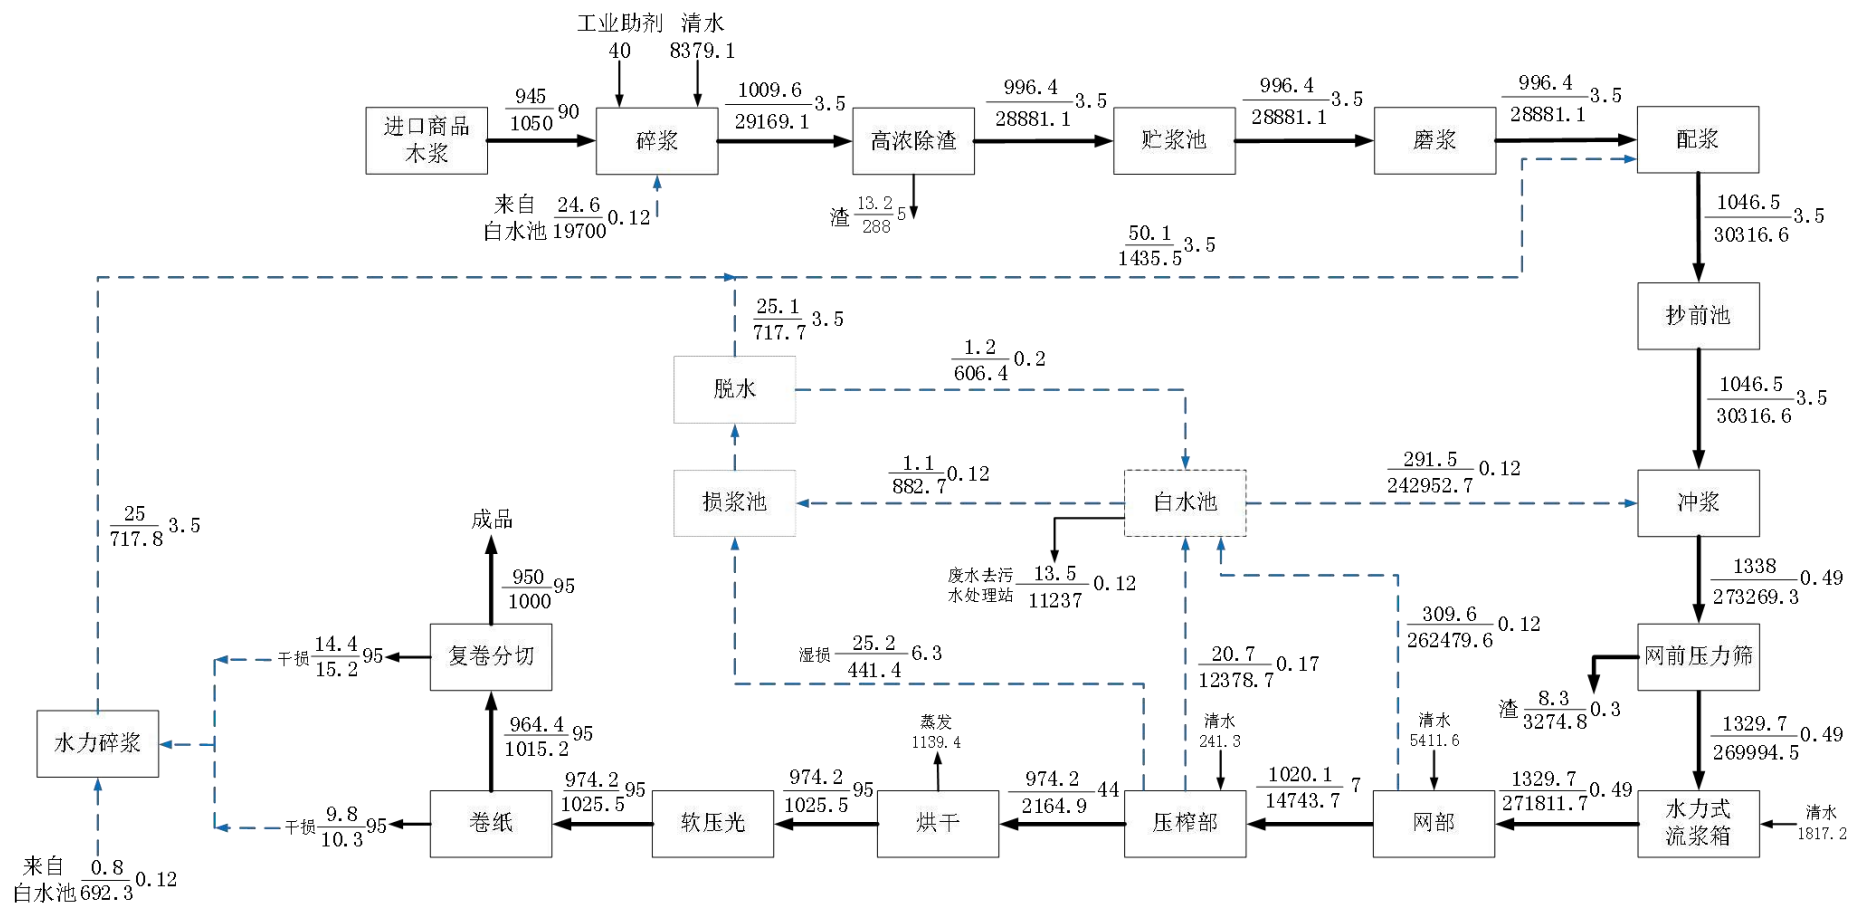 工业助剂
40
清水
8379.1
进口商品
木浆
945
1050
90
碎浆
1009.6
29169.1
3.5
高浓除渣
996.4
28881.1
3.5
贮浆池
996.4
28881.1
3.5
磨浆
996.4
28881.1
3.5
配浆
来自
白水池
24.6
19700
0.12
渣
13.2
288
5
1046.5
30316.6
3.5
50.1
1435.5
3.5
抄前池
25.1
717.7
3.5
脱水
1.2
606.4
0.2
1046.5
30316.6
3.5
损浆池
1.1
882.7
0.12
白水池
291.5
242952.7
0.12
冲浆
25
717.8
3.5
成品
950
1000
95
废水去污
水处理站
13.5
11237
0.12
1338
273269.3
0.49
干损
14.4
15.2
95
复卷分切
湿损
25.2
441.4
6.3
20.7
12378.7
0.17
309.6
262479.6
0.12
网前压力筛
渣
8.3
3274.8
0.3
水力碎浆
964.4
1015.2
95
蒸发
1139.4
清水
241.3
清水
5411.6
1329.7
269994.5
0.49
干损
9.8
10.3
95
卷纸
974.2
1025.5
95
软压光
974.2
1025.5
95
烘干
974.2
2164.9
44
压榨部
1020.1
14743.7
7
网部
1329.7
271811.7
0.49
水力式
流浆箱
清水
1817.2
来自
白水池
0.8
692.3
0.12